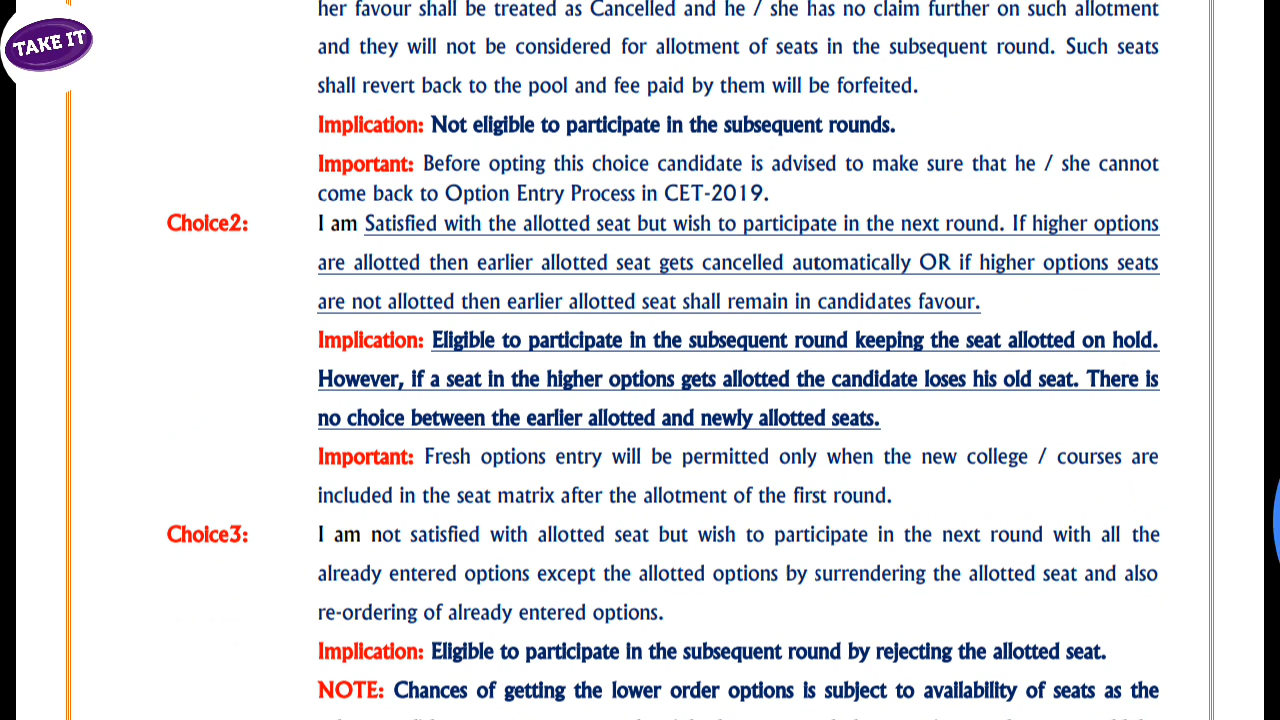 TAKE IT
her favour shall be treated as Cancelled and he / she has no claim further on such allotment
and they will not be considered for allotment of seats in the subsequent round. Such seats
shall revert back to the pool and fee paid by them will be forfeited.
Implication: Not eligible to participate in the subsequent rounds.
Important: Before opting this choice candidate is advised to make sure that he / she cannot
come back to Option Entry Process in CET-2019.
Choice2: I am Satisfied with the allotted seat but wish to participate in the next round. If higher options
are allotted then earlier allotted seat gets cancelled automatically OR if higher options seats
are not allotted then earlier allotted seat shall remain in candidates favour.
Implication: Eligible to participate in the subsequent round keeping the seat allotted on hold.
However, if a seat in the higher options gets allotted the candidate loses his old seat. There is
no choice between the earlier allotted and newly allotted seats.
Important: Fresh options entry will be permitted only when the new college / courses are
included in the seat matrix after the allotment of the first round.
Choice3: I am not satisfied with allotted seat but wish to participate in the next round with all the
already entered options except the allotted options by surrendering the allotted seat and also
re-ordering of already entered options.
Implication: Eligible to participate in the subsequent round by rejecting the allotted seat.
NOTE: Chances of getting the lower order options is subject to availability of seats as the